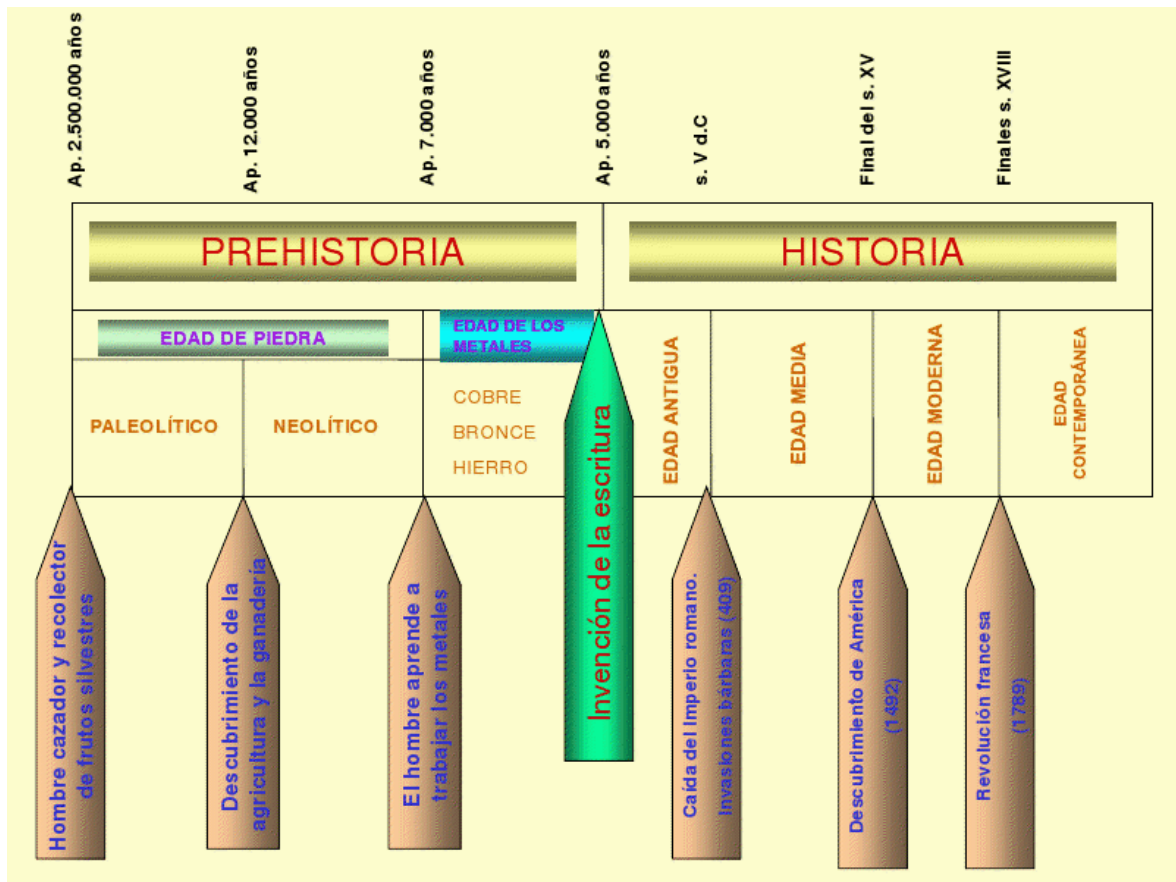 Ap. 2.500.000 años
Ap. 12.000 años
Ap. 7.000 años
Ap. 5.000 años
s. V d.C
Final del s. XV
Finales s. XVIII
PREHISTORIA
HISTORIA
EDAD DE PIEDRA
EDAD DE LOS
METALES
PALEOLÍTICO
NEOLÍTICO
COBRE
BRONCE
HIERRO
EDAD ANTIGUA
EDAD MEDIA
EDAD MODERNA
EDAD
CONTEMPORÁNEA
Hombre cazador y recolector
de frutos silvestres
Descubrimiento de la
agricultura y la ganadería
El hombre aprende a
trabajar los metales
Invención de la escritura
Caída del Imperio romano.
Invasiones bárbaras (409)
Descubrimiento de América
(1492)
Revolución francesa
(1789)